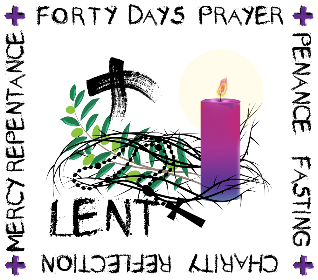 FORTY DAYS PRAYER
PENANCE FASTING
CHARITY REFLECTION
MERCY REPENTANCE
LENT